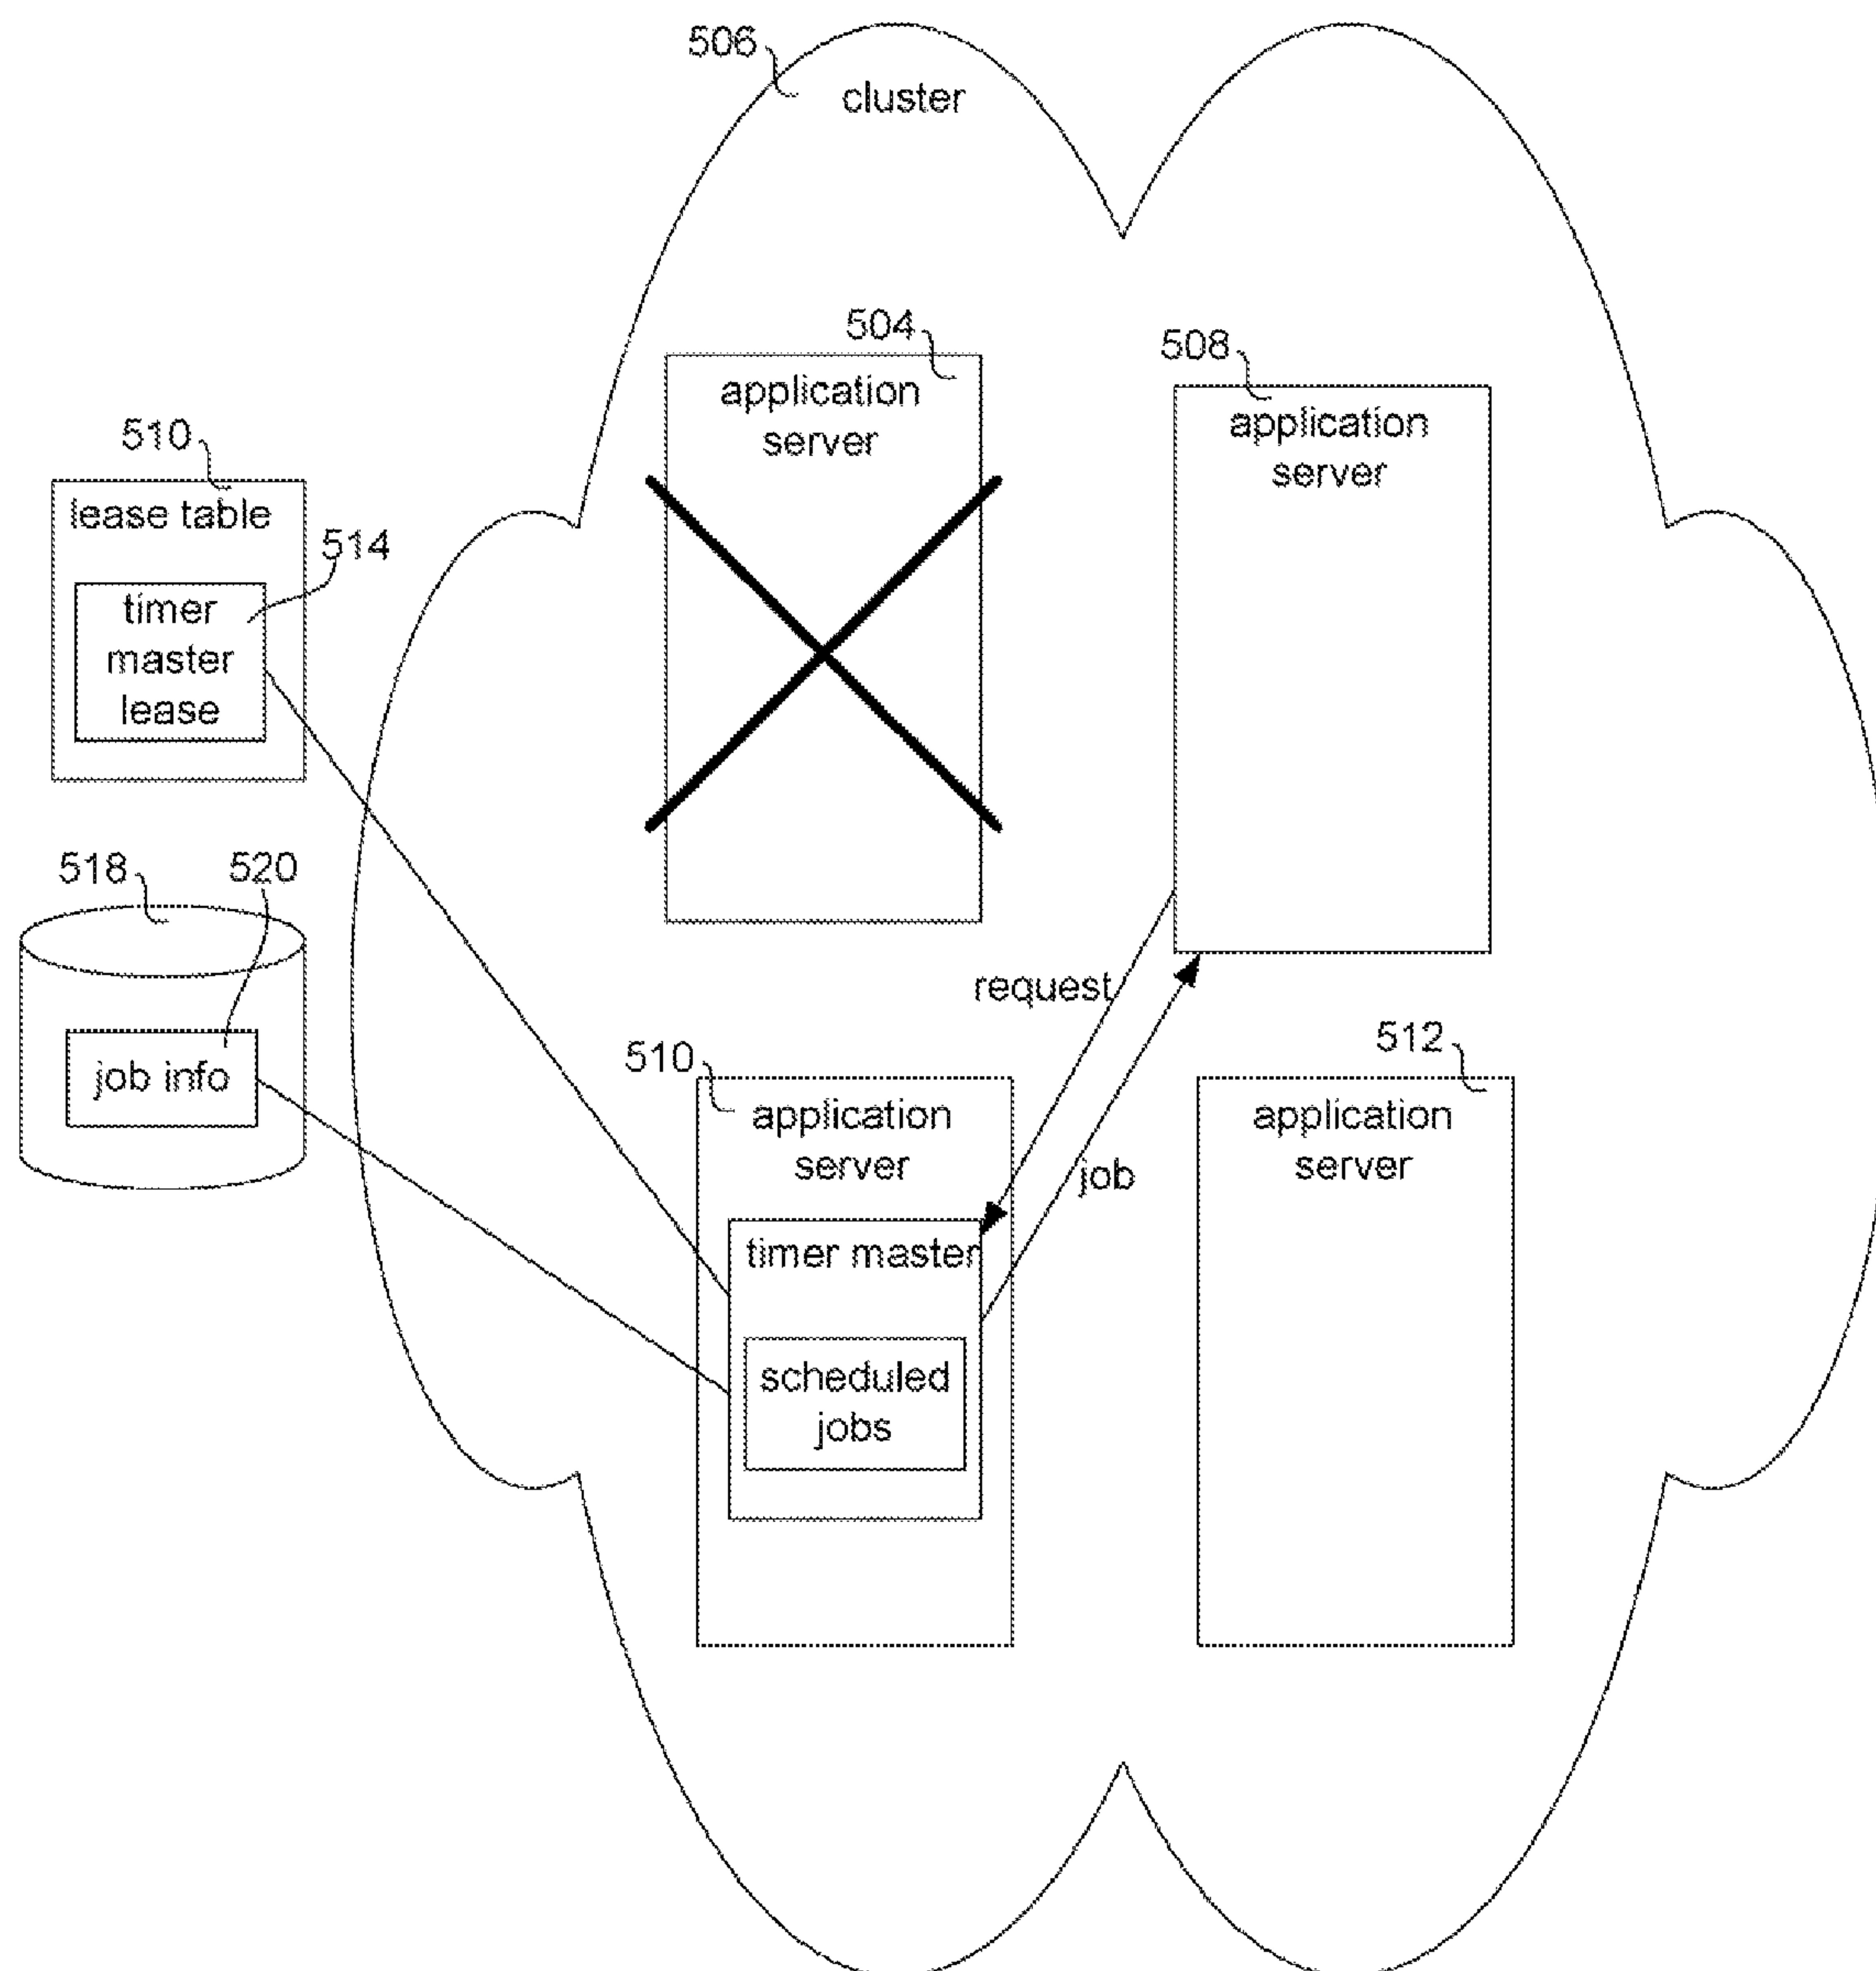 506
cluster
504
application
server
508
application
server
510
lease table
514
timer
master
lease
518
520
job info
request
job
510
application
server
timer master
scheduled
jobs
512
application
server